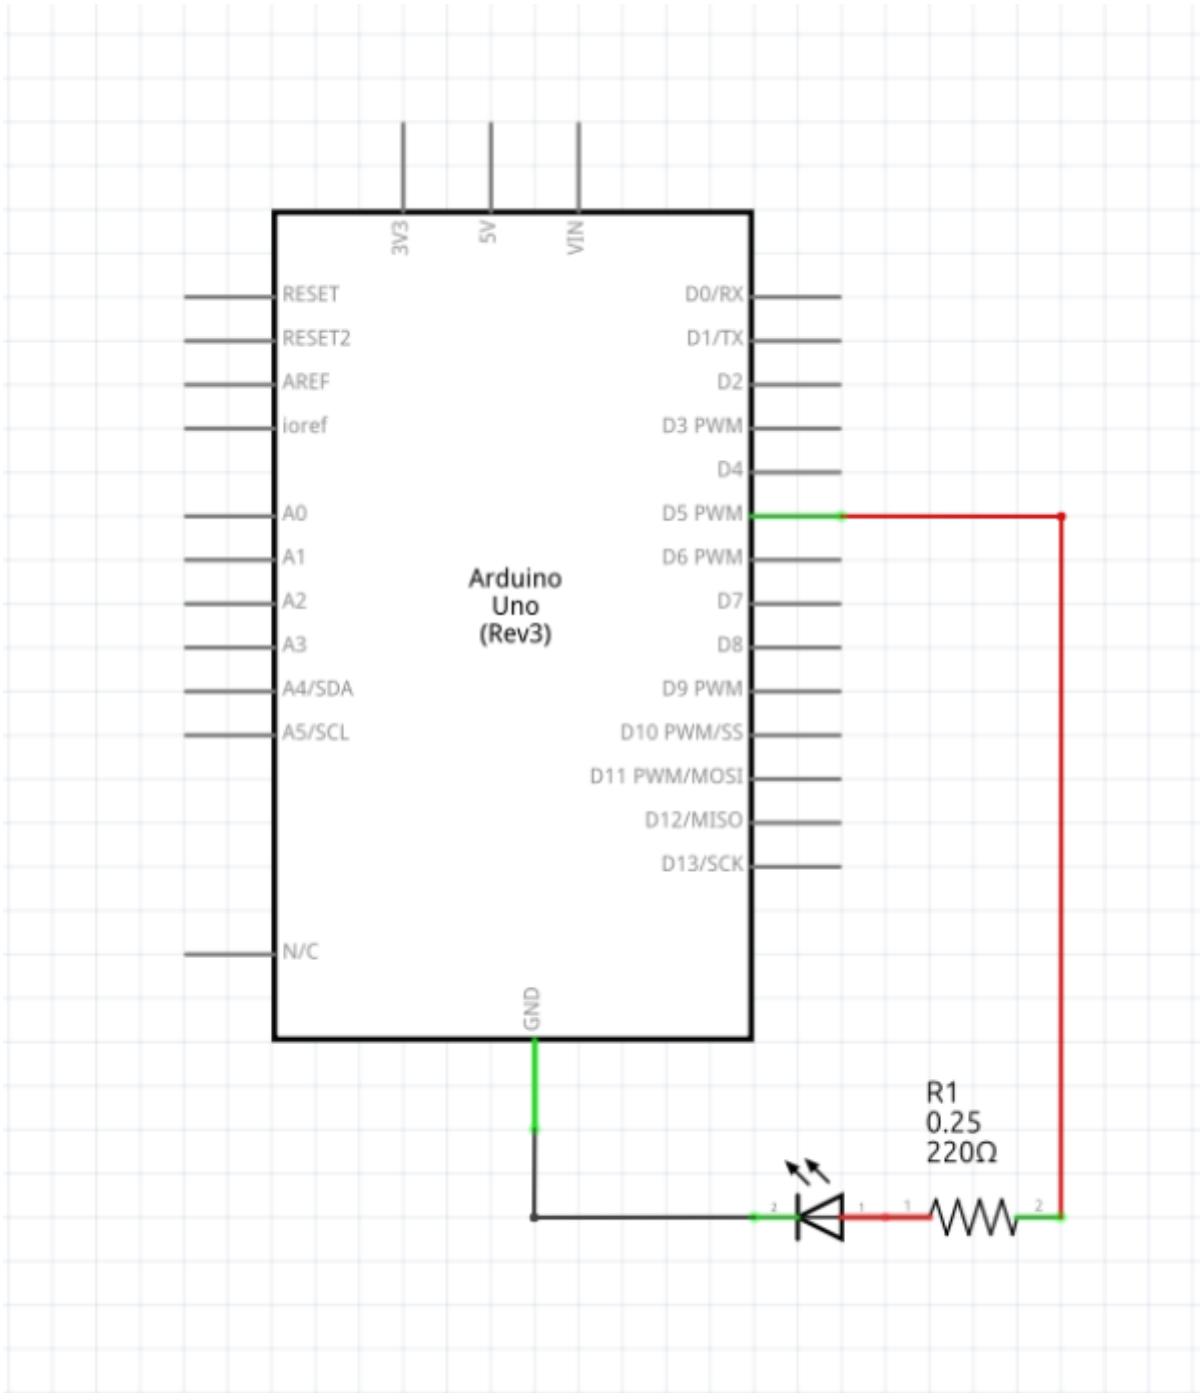 3V3
5V
VIN
RESET
RESET2
AREF
ioref
A0
A1
A2
A3
A4/SDA
A5/SCL
N/C
Arduino
Uno
(Rev3)
D0/RX
D1/TX
D2
D3 PWM
D4
D5 PWM
D6 PWM
D7
D8
D9 PWM
D10 PWM/SS
D11 PWM/MOSI
D12/MISO
D13/SCK
GND
R1
0.25
220Ω
2
1
1
2